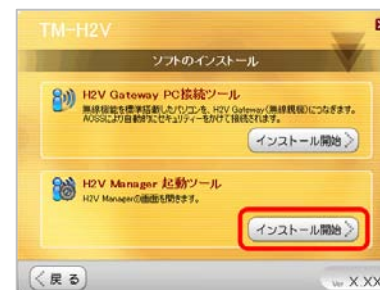 TM-H2V
ソフトのインストール
H2V Gateway PC接続ツール
無線機能を標準搭載したパソコンを、H2V Gateway(無線親機)につなぎます。
AOSSにより自動的にセキュリティーをかけて接続されます。
インストール開始
H2V Manager 起動ツール
H2V Managerの画面を開きます。
インストール開始
戻る
Ver X.XX